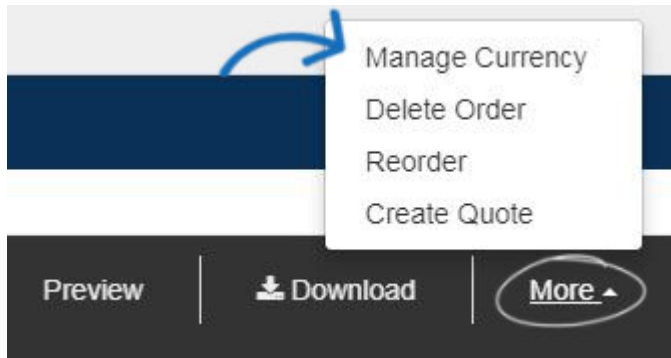 Manage Currency
Delete Order
Reorder
Create Quote
Preview Download More